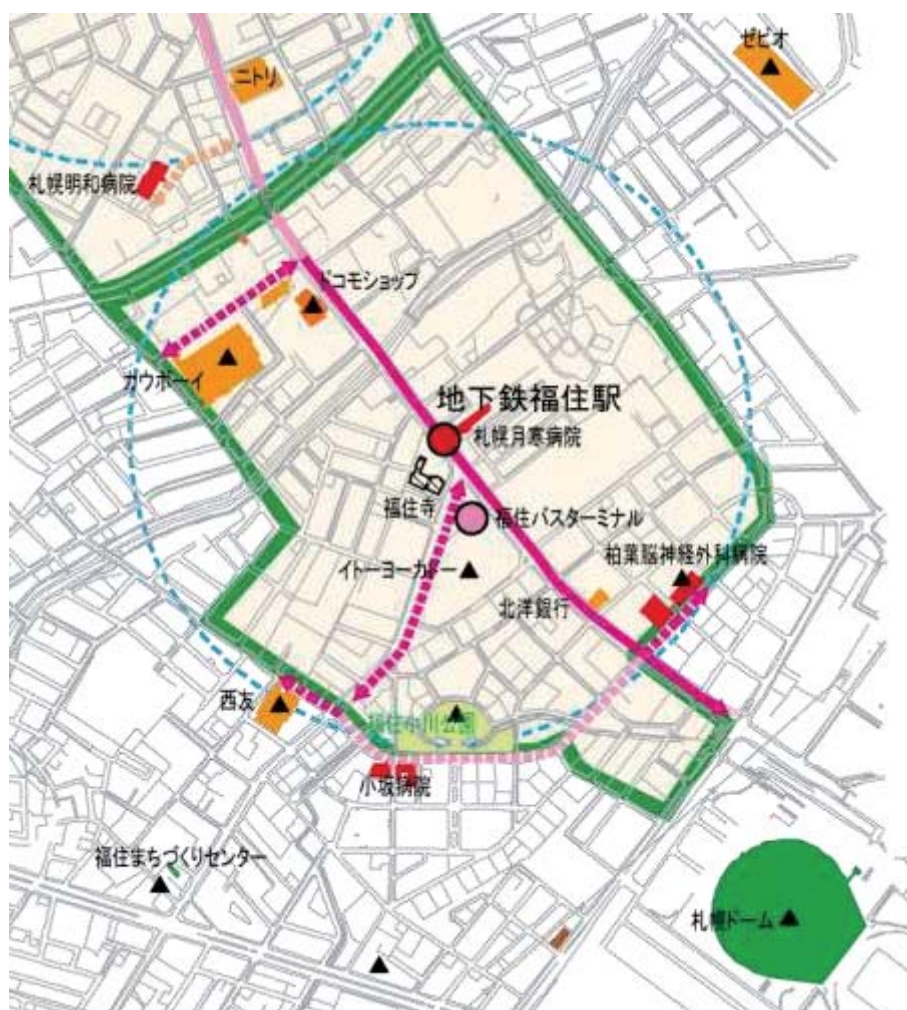 ゼビオ
ニトリ
札幌明和病院
ドコモショップ
カウボーイ
地下鉄福住駅
札幌月寒病院
福住寺
福住バスターミナル
柏葉脳神経外科病院
イトーヨーカドー
北洋銀行
西友
福住中川公園
小坂病院
福住まちづくりセンター
札幌ドーム